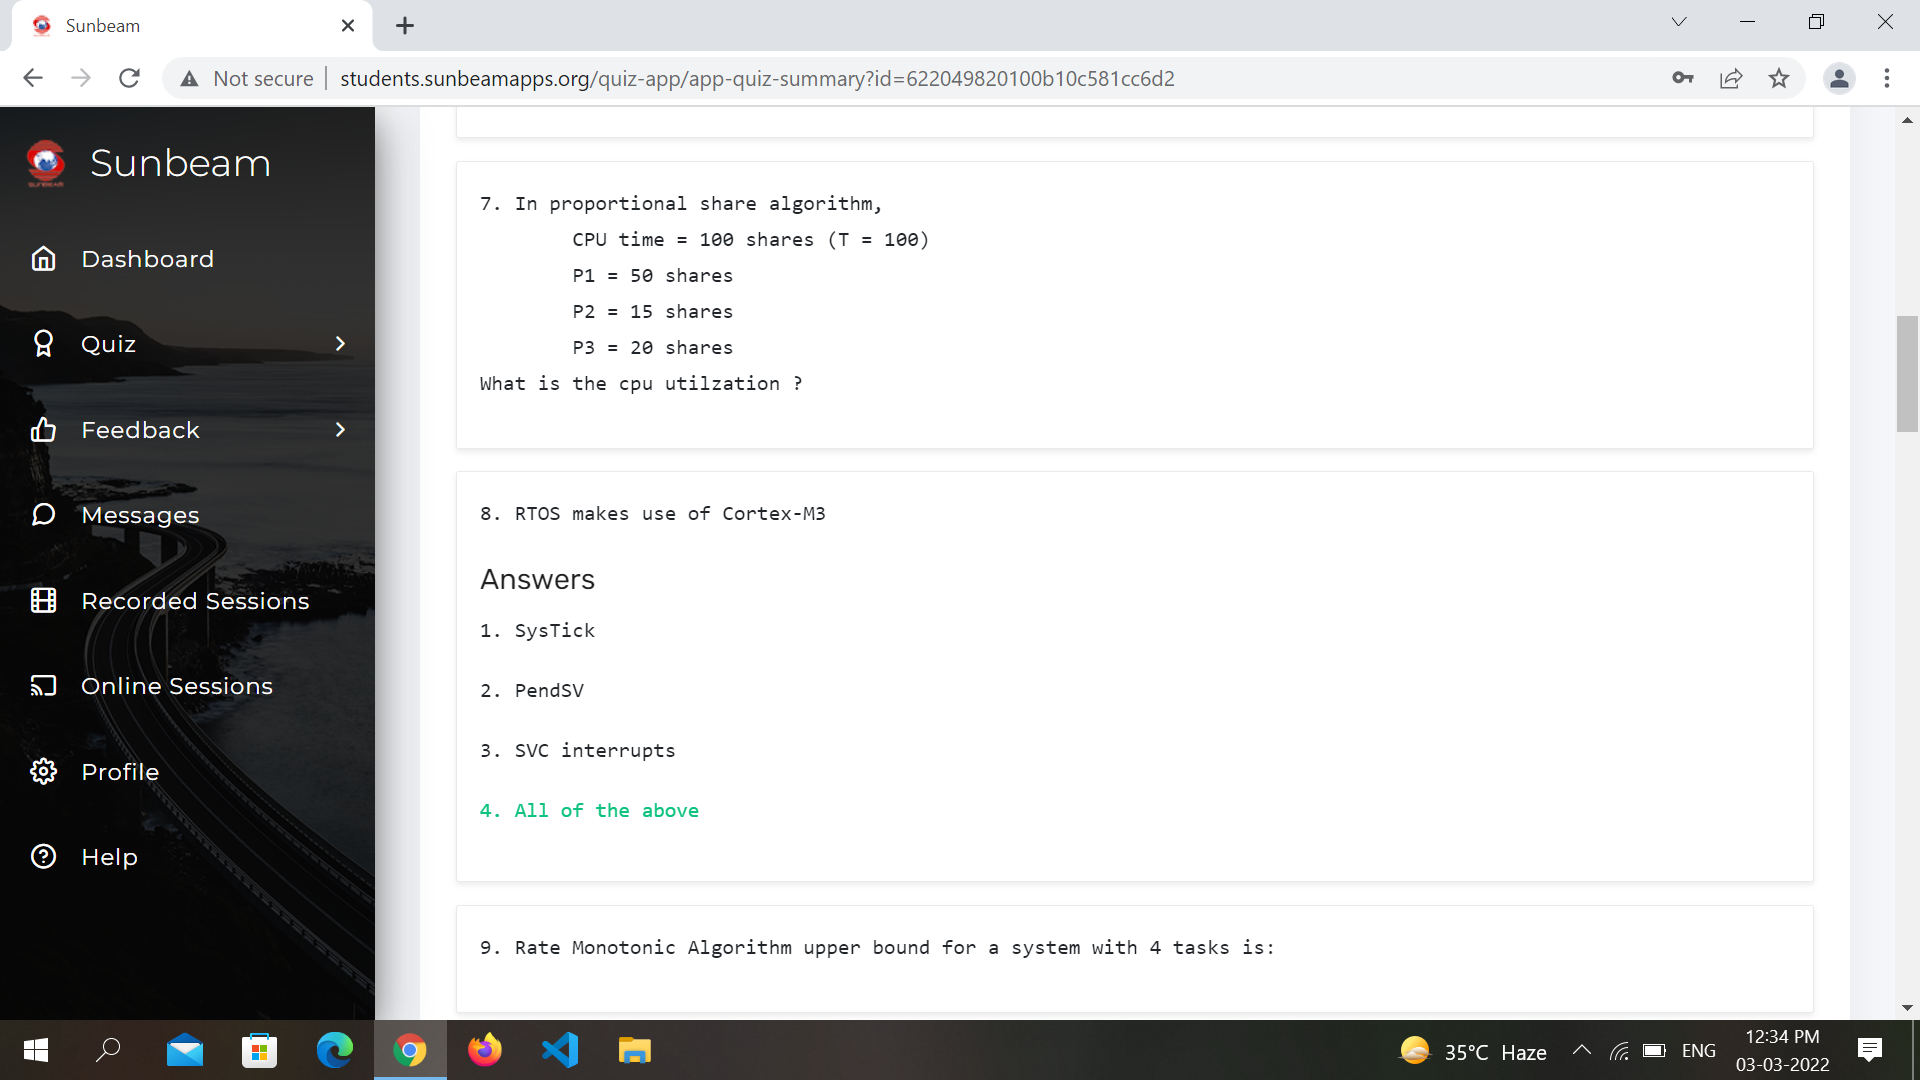 Sunbeam
Not secure
students.sunbeamapps.org/quiz-app/app-quiz-summary?id=622049820100b10c581cc6d2
Sunbeam
Dashboard
Quiz
Feedback
Messages
Recorded Sessions
Online Sessions
Profile
Help
7. In proportional share algorithm,
CPU time = 100 shares (T = 100)
P1 = 50 shares
P2 = 15 shares
P3 = 20 shares
What is the cpu utilzation ?
8. RTOS makes use of Cortex-M3
Answers
1. SysTick
2. PendSV
3. SVC interrupts
4. All of the above
9. Rate Monotonic Algorithm upper bound for a system with 4 tasks is:
35°C Haze
ENG
12:34 PM
03-03-2022